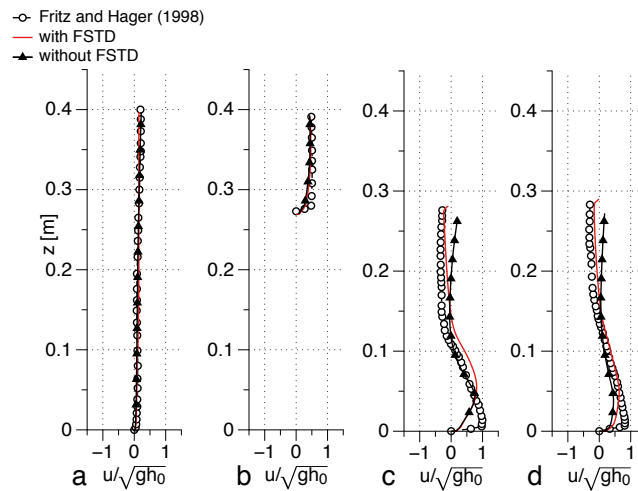 Fritz and Hager (1998)
with FSTD
without FSTD
z [m]
0.4
0.3
0.2
0.1
0
−1 0 1
a u/√gh₀
0.4
0.3
0.2
0.1
0
−1 0 1
b u/√gh₀
0.4
0.3
0.2
0.1
0
−1 0 1
c u/√gh₀
0.4
0.3
0.2
0.1
0
−1 0 1
d u/√gh₀